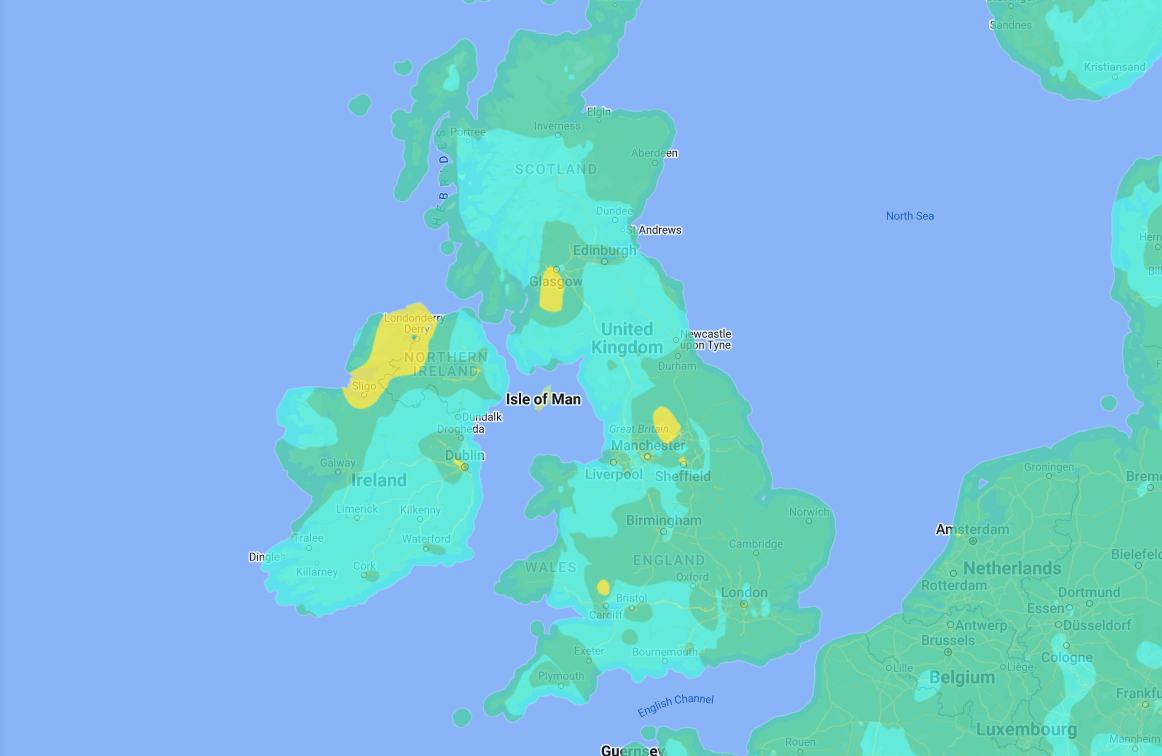 Sandnes
Kristiansand
Elgin
Portree
Inverness
HEBRIDES
Aberdeen
SCOTLAND
Dundee
North Sea
St Andrews
Edinburgh
Glasgow
Londonderry
Derry
United
Kingdom
Newcastle
upon Tyne
NORTHERN
IRELAND
Durham
Sligo
Isle of Man
Dundalk
Drogheda
Great Britain
Manchester
Dublin
Galway
Liverpool
Sheffield
Ireland
Groningen
Breme
Limerick
Kilkenny
Birmingham
Norwich
Amsterdam
Tralee
Waterford
Cambridge
Dingle
Killarney
Cork
WALES
ENGLAND
Bielefel
Netherlands
Oxford
Rotterdam
Dortmund
Bristol
London
Essen
Cardiff
Antwerp
Düsseldorf
Brussels
Exeter
Bournemouth
Cologne
Lille
Liège
Plymouth
Belgium
Frankfu
English Channel
Luxembourg
Rouen
Mannheim
Guernsey